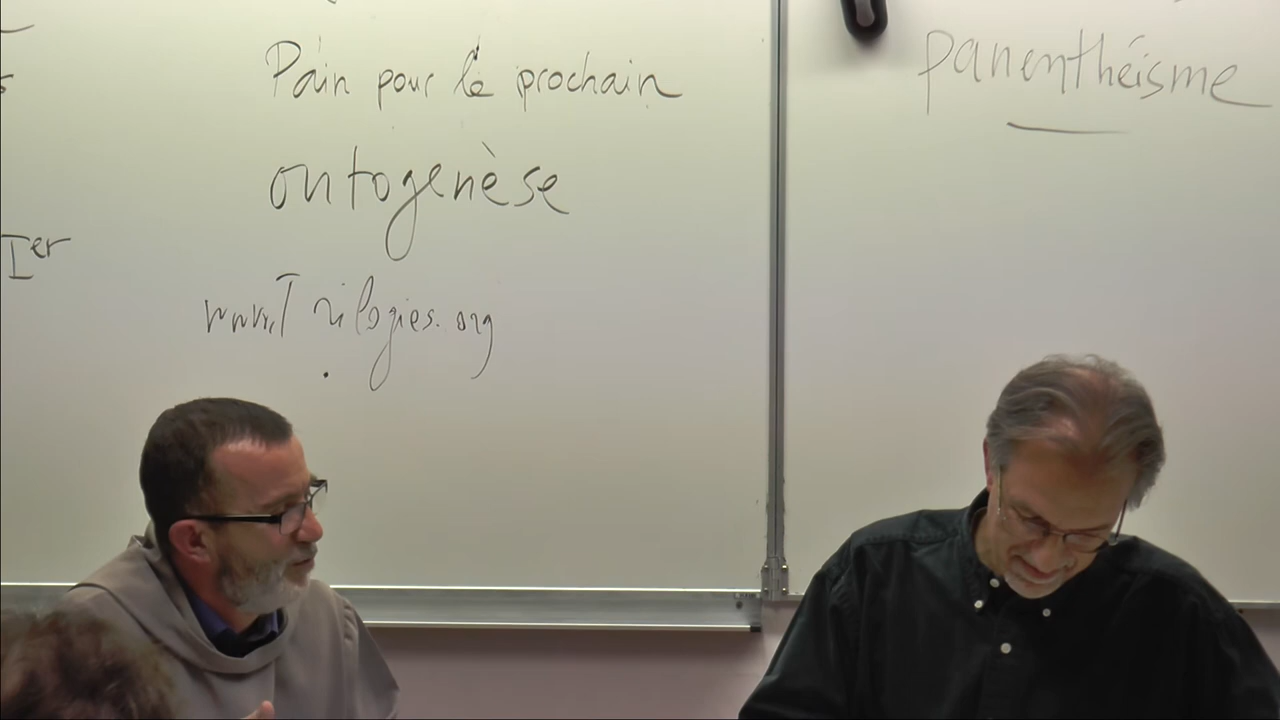 Pain pour le prochain
ontogenèse
Ier
www.Trilogies.org
panenthéisme